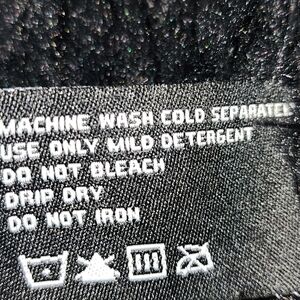 MACHINE WASH COLD SEPARATEL
USE ONLY MILD DETERGENT
DO NOT BLEACH
DRIP DRY
DO NOT IRON